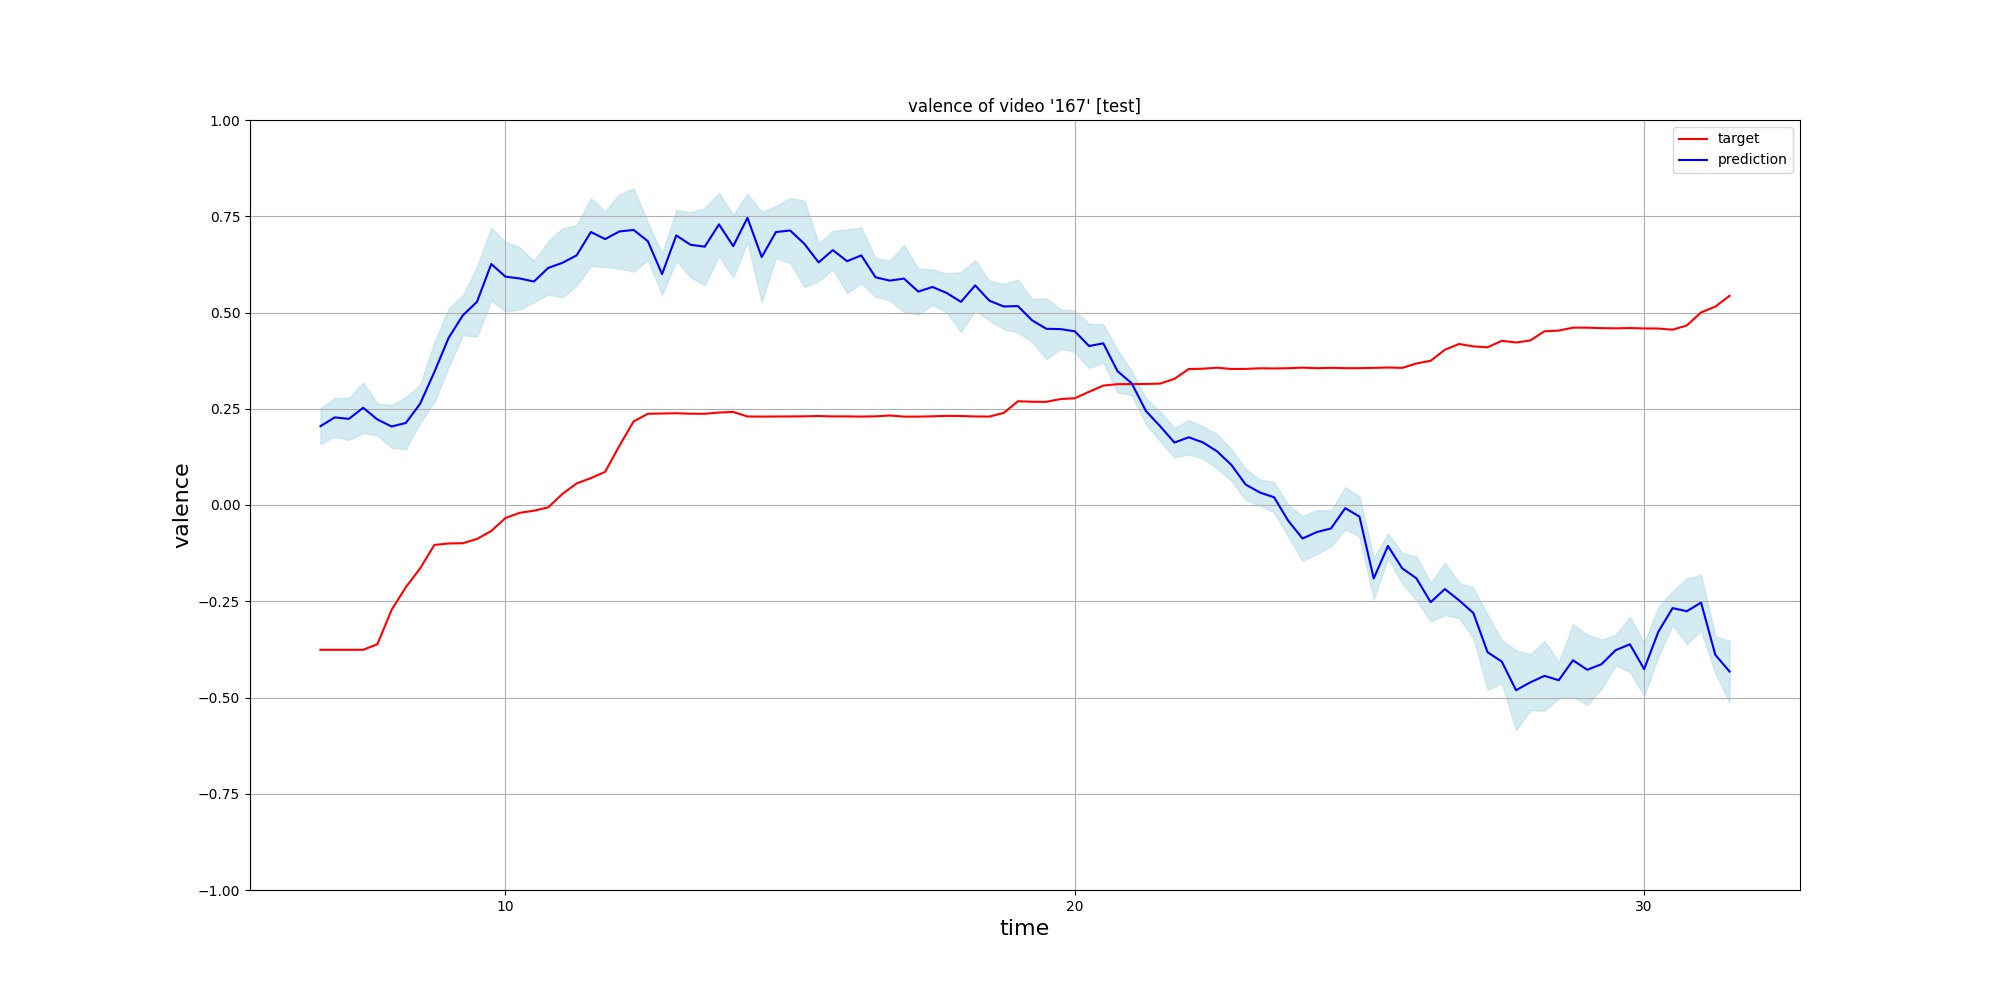 valence of video '167' [test]
target
prediction
1.00
0.75
0.50
0.25
0.00
−0.25
−0.50
−0.75
−1.00
valence
10 20 30
time